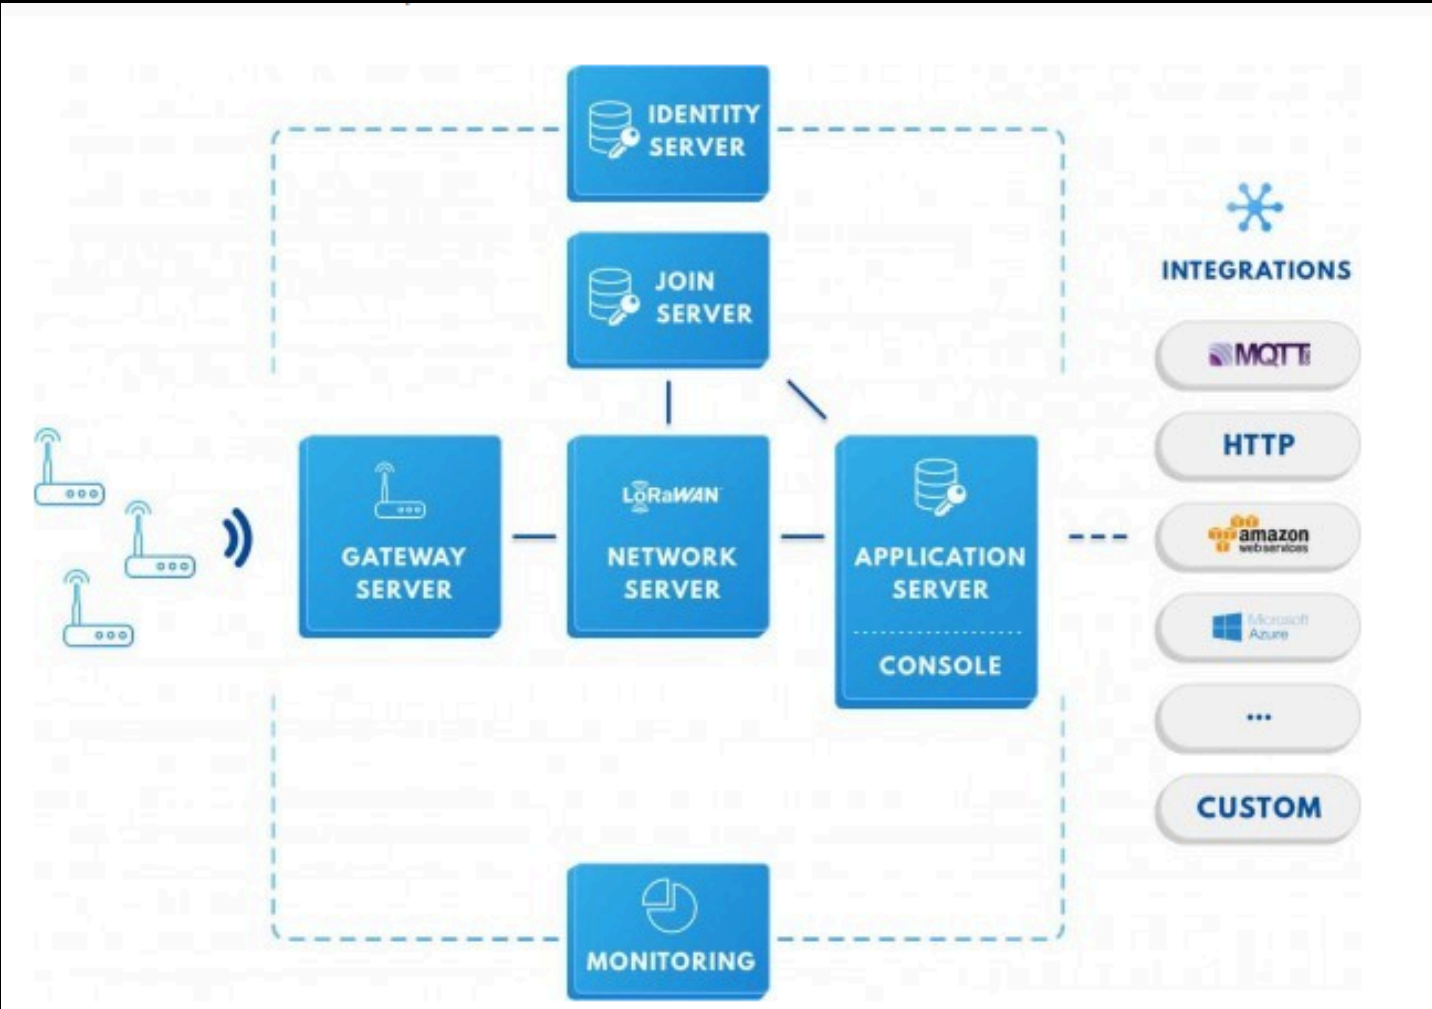 IDENTITY
SERVER
JOIN
SERVER
INTEGRATIONS
MQTT
HTTP
amazon
webservices
Microsoft
Azure
...
CUSTOM
GATEWAY
SERVER
LoRaWAN
NETWORK
SERVER
APPLICATION
SERVER
CONSOLE
MONITORING